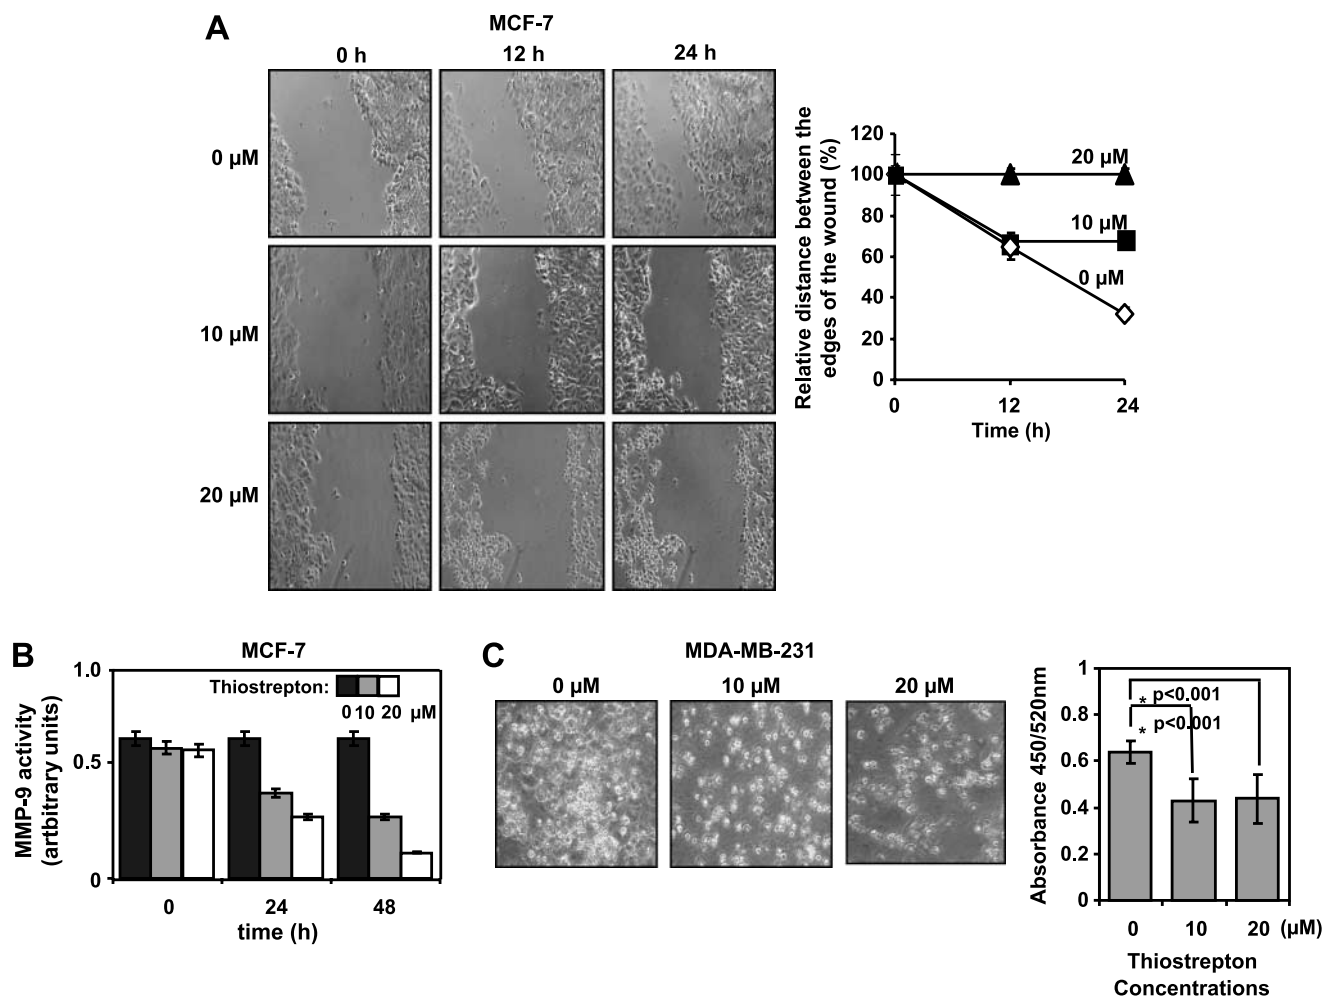 A
MCF-7
0 h 12 h 24 h
0 µM
10 µM
20 µM
Relative distance between the
edges of the wound (%)
120
100
80
60
40
20
0
20 µM
10 µM
0 µM
0 12 24
Time (h)
B
MCF-7
MMP-9 activity
(artbitrary units)
1.0
0.5
0
Thiostrepton:
0 10 20 µM
0 24 48
time (h)
C
MDA-MB-231
0 µM 10 µM 20 µM
Absorbance 450/520nm
1
0.8
0.6
0.4
0.2
0
* p<0.001
* p<0.001
0 10 20 (µM)
Thiostrepton
Concentrations